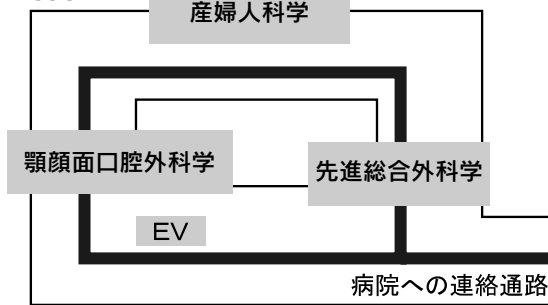 産婦人科学
顎顔面口腔外科学
先進総合外科学
EV
病院への連絡通路